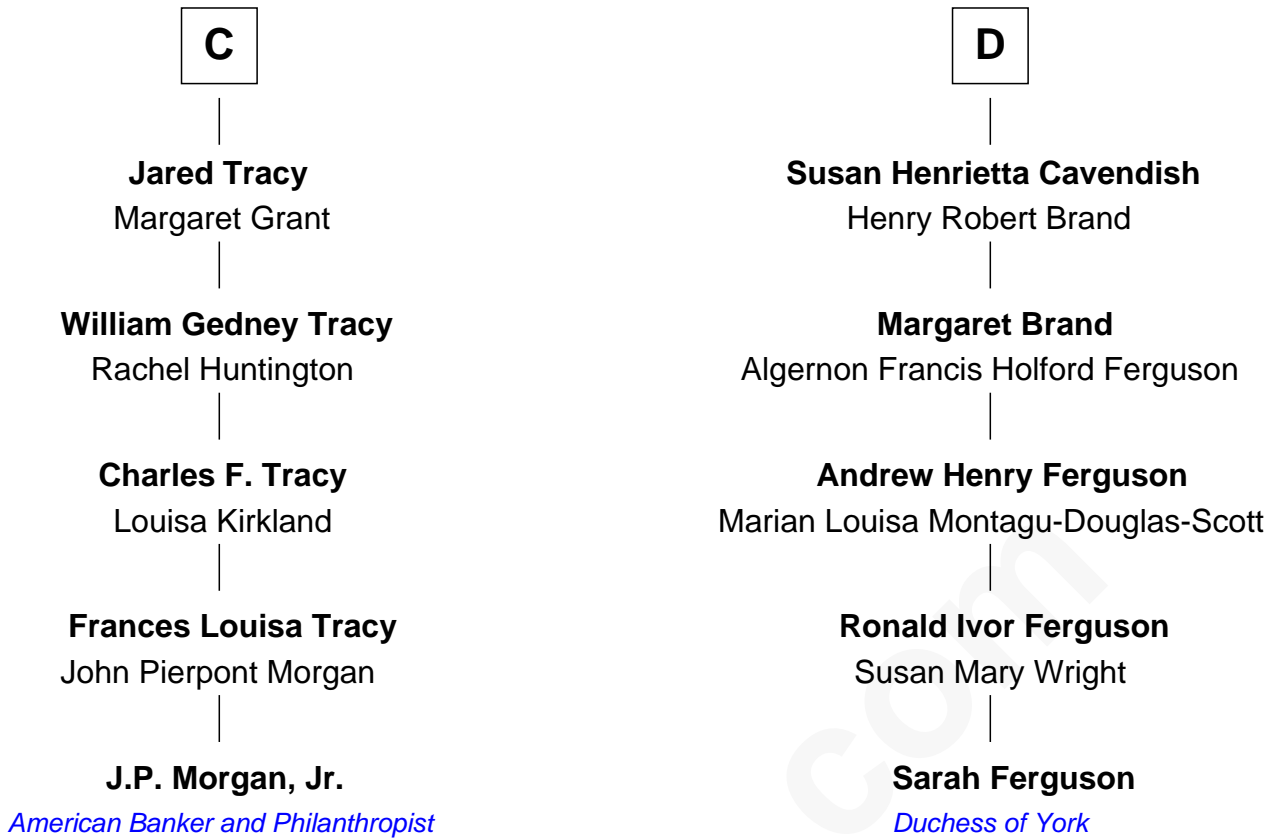 C
Jared Tracy
Margaret Grant
William Gedney Tracy
Rachel Huntington
Charles F. Tracy
Louisa Kirkland
Frances Louisa Tracy
John Pierpont Morgan
J.P. Morgan, Jr.
American Banker and Philanthropist
D
Susan Henrietta Cavendish
Henry Robert Brand
Margaret Brand
Algernon Francis Holford Ferguson
Andrew Henry Ferguson
Marian Louisa Montagu-Douglas-Scott
Ronald Ivor Ferguson
Susan Mary Wright
Sarah Ferguson
Duchess of York
com